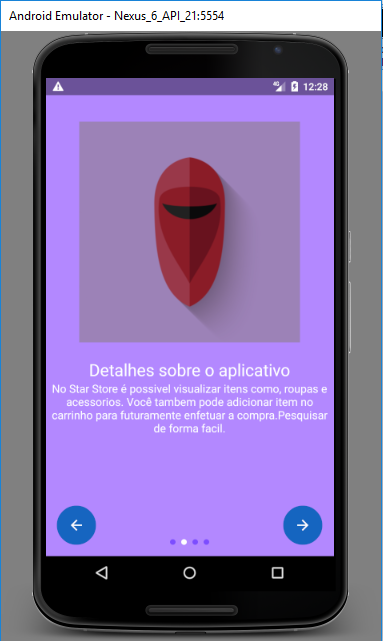 Android Emulator - Nexus_6_API_21:5554
4G 12:28
Detalhes sobre o aplicativo
No Star Store é possivel visualizar itens como, roupas e
acessorios. Você tambem pode adicionar item no
carrinho para futuramente enfetuar a compra.Pesquisar
de forma facil.